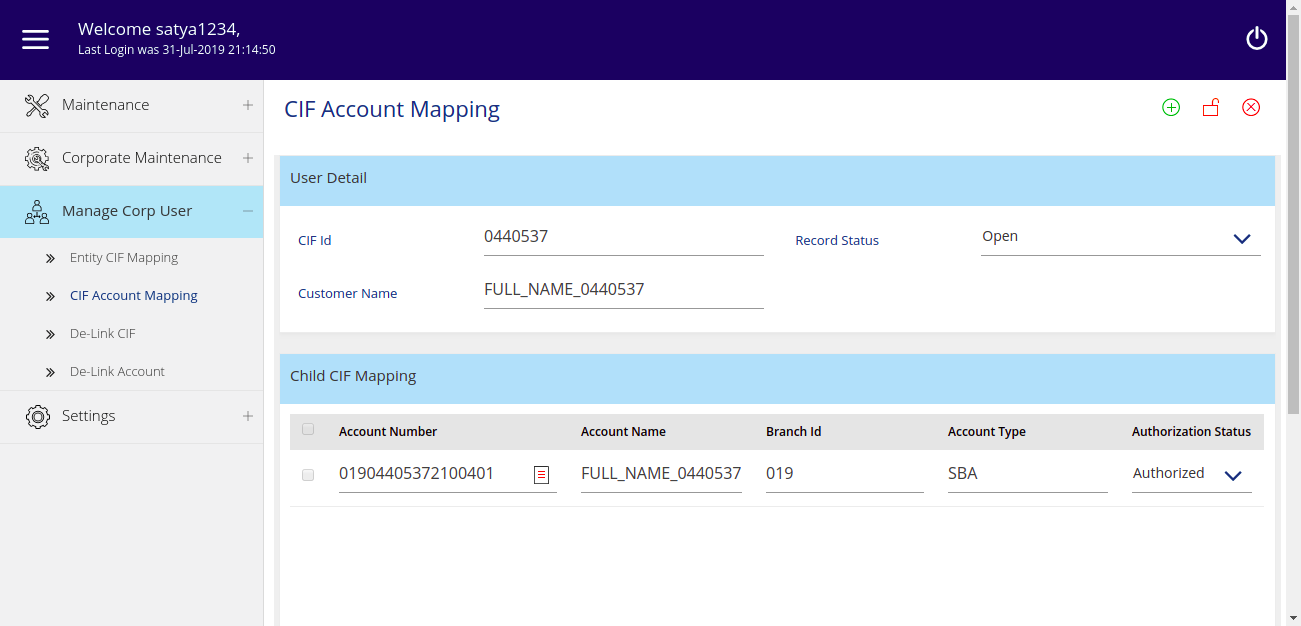 Welcome satya1234,
Last Login was 31-Jul-2019 21:14:50
Maintenance
Corporate Maintenance
Manage Corp User
Entity CIF Mapping
CIF Account Mapping
De-Link CIF
De-Link Account
Settings
CIF Account Mapping
User Detail
CIF Id 0440537 Record Status Open
Customer Name FULL_NAME_0440537
Child CIF Mapping
Account Number Account Name Branch Id Account Type Authorization Status
01904405372100401 FULL_NAME_0440537 019 SBA Authorized